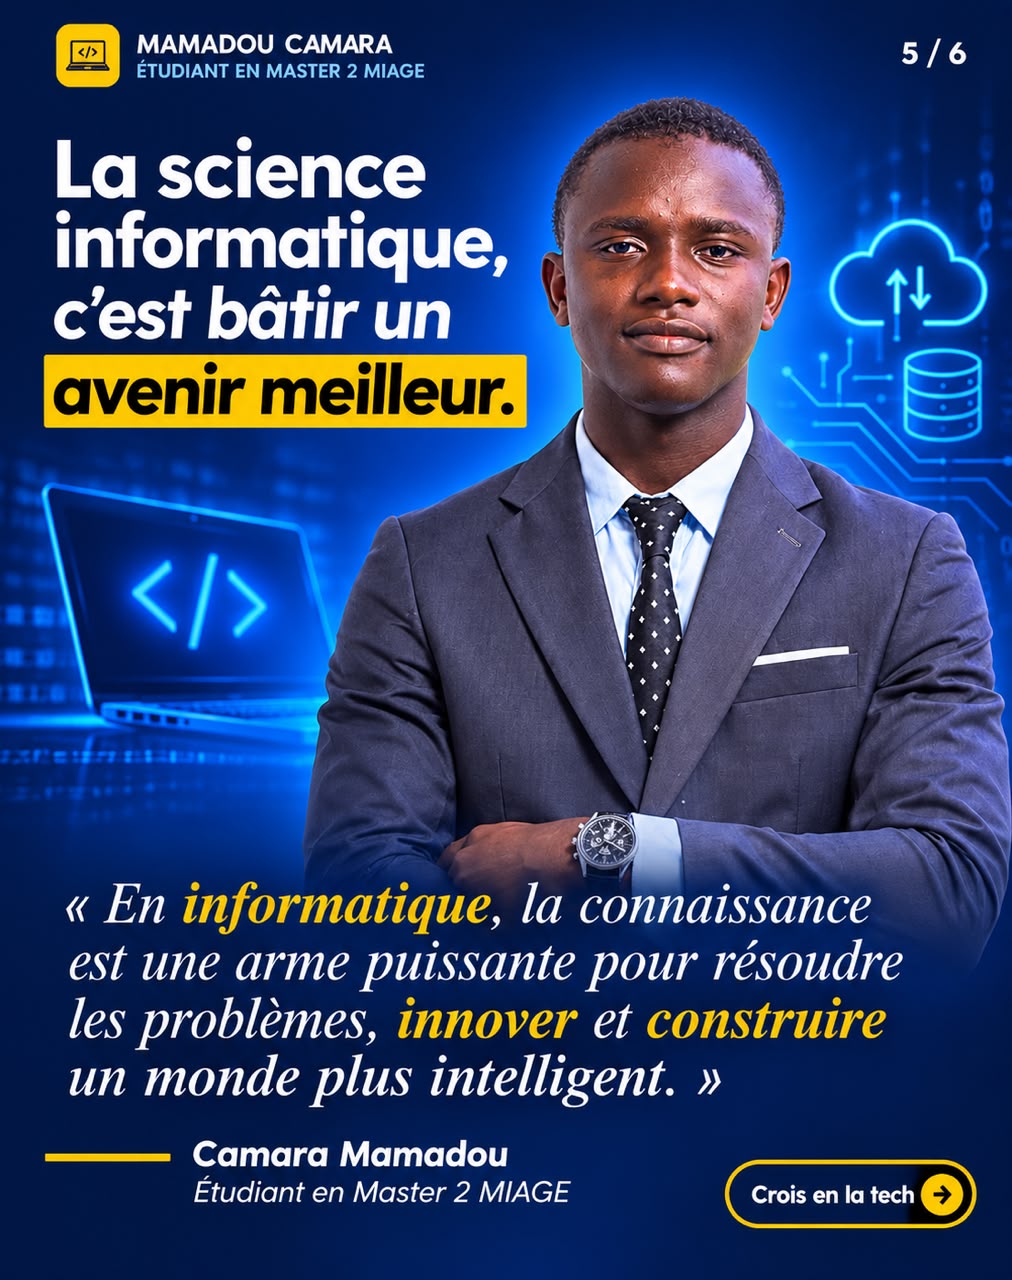 MAMADOU CAMARA
ÉTUDIANT EN MASTER 2 MIAGE
5 / 6
La science
informatique,
c’est bâtir un
avenir meilleur.
</>
</>
« En informatique, la connaissance
est une arme puissante pour résoudre
les problèmes, innover et construire
un monde plus intelligent. »
Camara Mamadou
Étudiant en Master 2 MIAGE
Crois en la tech